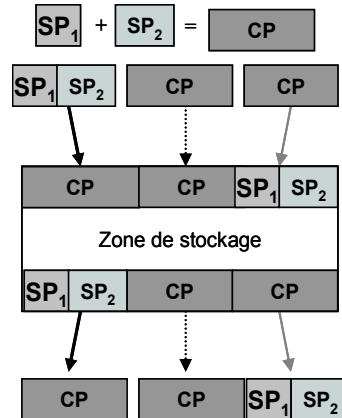 SP₁ + SP₂ = CP
SP₁ SP₂ CP CP
CP CP SP₁ SP₂
Zone de stockage
SP₁ SP₂ CP CP
CP CP SP₁ SP₂